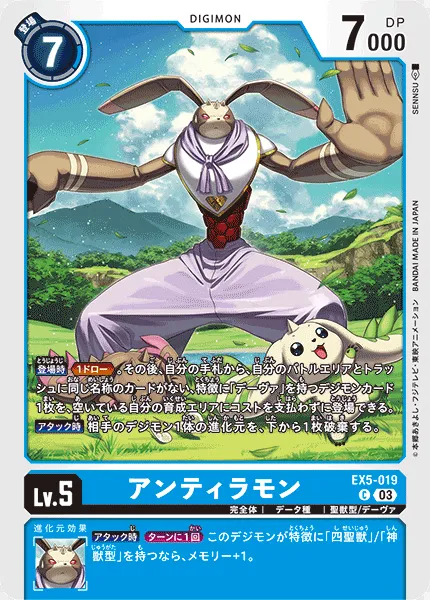 DIGIMON
登場
7
7000
DP
SENNSU
©本郷あきよし・フジテレビ・東映アニメーション BANDAI MADE IN JAPAN
登場時 1ドロー。その後、自分の手札から、自分のバトルエリアとトラッ
シュに同じ名称のカードがない、特徴に「デーヴァ」を持つデジモンカード
1枚を、空いている自分の育成エリアにコストを支払わずに登場できる。
アタック時 相手のデジモン1体の進化元を、下から1枚破棄する。
Lv.5
アンティラモン
EX5-019
C 03
完全体 | データ種 | 聖獣型/デーヴァ
進化元効果
アタック時 ターンに1回 このデジモンが特徴に「四聖獣」/「神
獣型」を持つなら、メモリー+1。